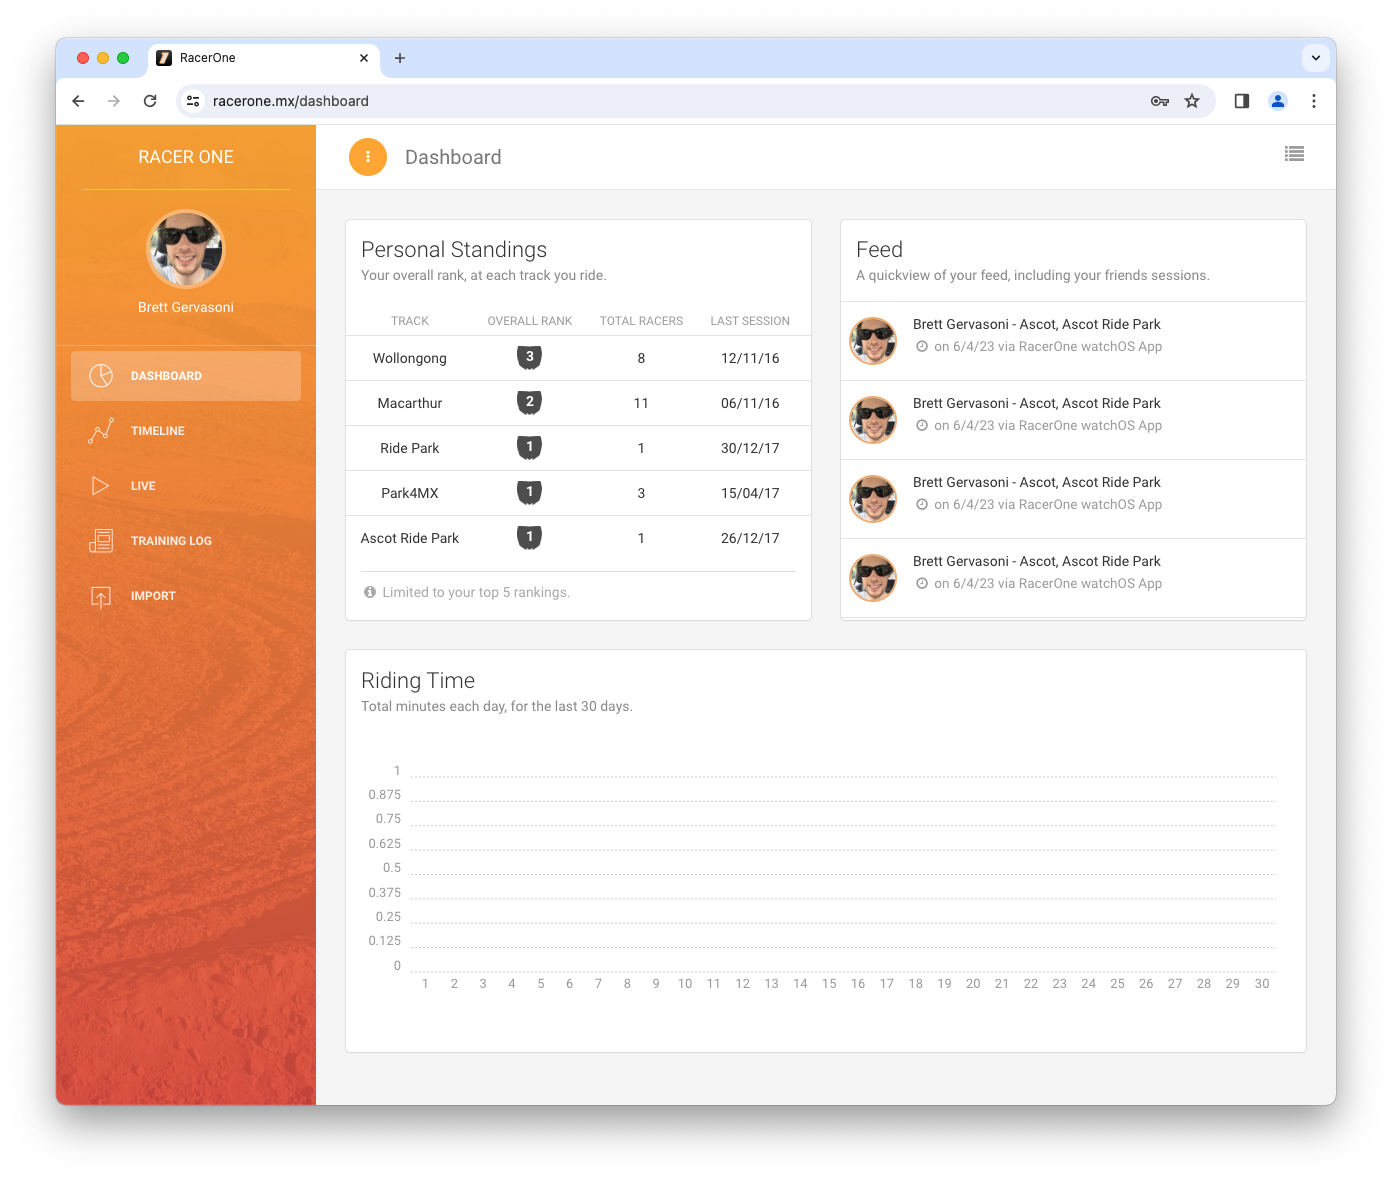 RacerOne
racerone.mx/dashboard
RACER ONE
Brett Gervasoni
DASHBOARD
TIMELINE
LIVE
TRAINING LOG
IMPORT
Dashboard
Personal Standings
Your overall rank, at each track you ride.
TRACK OVERALL RANK TOTAL RACERS LAST SESSION
Wollongong 3 8 12/11/16
Macarthur 2 11 06/11/16
Ride Park 1 1 30/12/17
Park4MX 1 3 15/04/17
Ascot Ride Park 1 1 26/12/17
Limited to your top 5 rankings.
Feed
A quickview of your feed, including your friends sessions.
Brett Gervasoni - Ascot, Ascot Ride Park
on 6/4/23 via RacerOne watchOS App
Brett Gervasoni - Ascot, Ascot Ride Park
on 6/4/23 via RacerOne watchOS App
Brett Gervasoni - Ascot, Ascot Ride Park
on 6/4/23 via RacerOne watchOS App
Brett Gervasoni - Ascot, Ascot Ride Park
on 6/4/23 via RacerOne watchOS App
Riding Time
Total minutes each day, for the last 30 days.
1
0.875
0.75
0.625
0.5
0.375
0.25
0.125
0
1 2 3 4 5 6 7 8 9 10 11 12 13 14 15 16 17 18 19 20 21 22 23 24 25 26 27 28 29 30